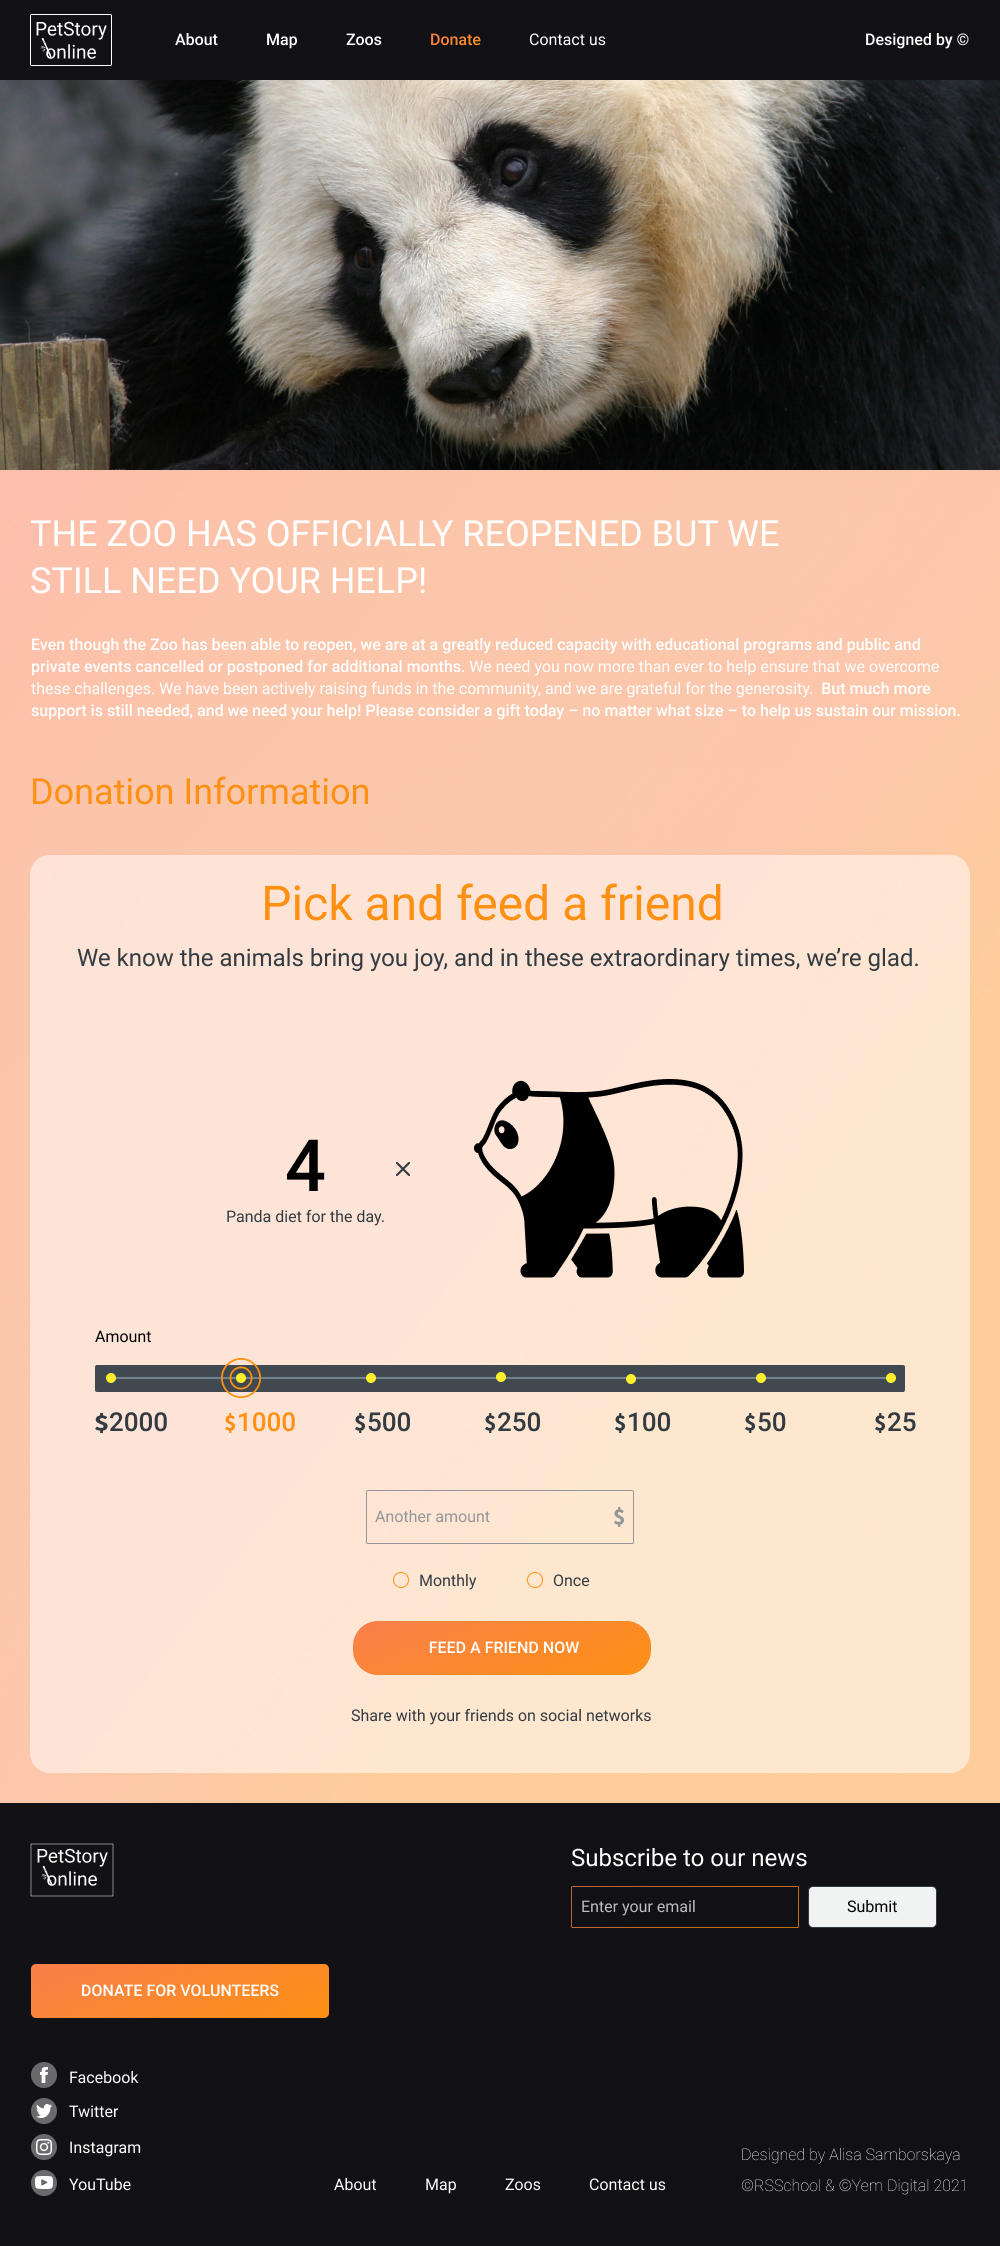 PetStory
online
About Map Zoos Donate Contact us Designed by ©
THE ZOO HAS OFFICIALLY REOPENED BUT WE
STILL NEED YOUR HELP!
Even though the Zoo has been able to reopen, we are at a greatly reduced capacity with educational programs and public and
private events cancelled or postponed for additional months. We need you now more than ever to help ensure that we overcome
these challenges. We have been actively raising funds in the community, and we are grateful for the generosity. But much more
support is still needed, and we need your help! Please consider a gift today – no matter what size – to help us sustain our mission.
Donation Information
Pick and feed a friend
We know the animals bring you joy, and in these extraordinary times, we’re glad.
4 ×
Panda diet for the day.
Amount
$2000 $1000 $500 $250 $100 $50 $25
Another amount $
Monthly Once
FEED A FRIEND NOW
Share with your friends on social networks
PetStory
online
Subscribe to our news
Enter your email Submit
DONATE FOR VOLUNTEERS
Facebook
Twitter
Instagram
YouTube
About Map Zoos Contact us
Designed by Alisa Samborskaya
©RSSchool & ©Yem Digital 2021